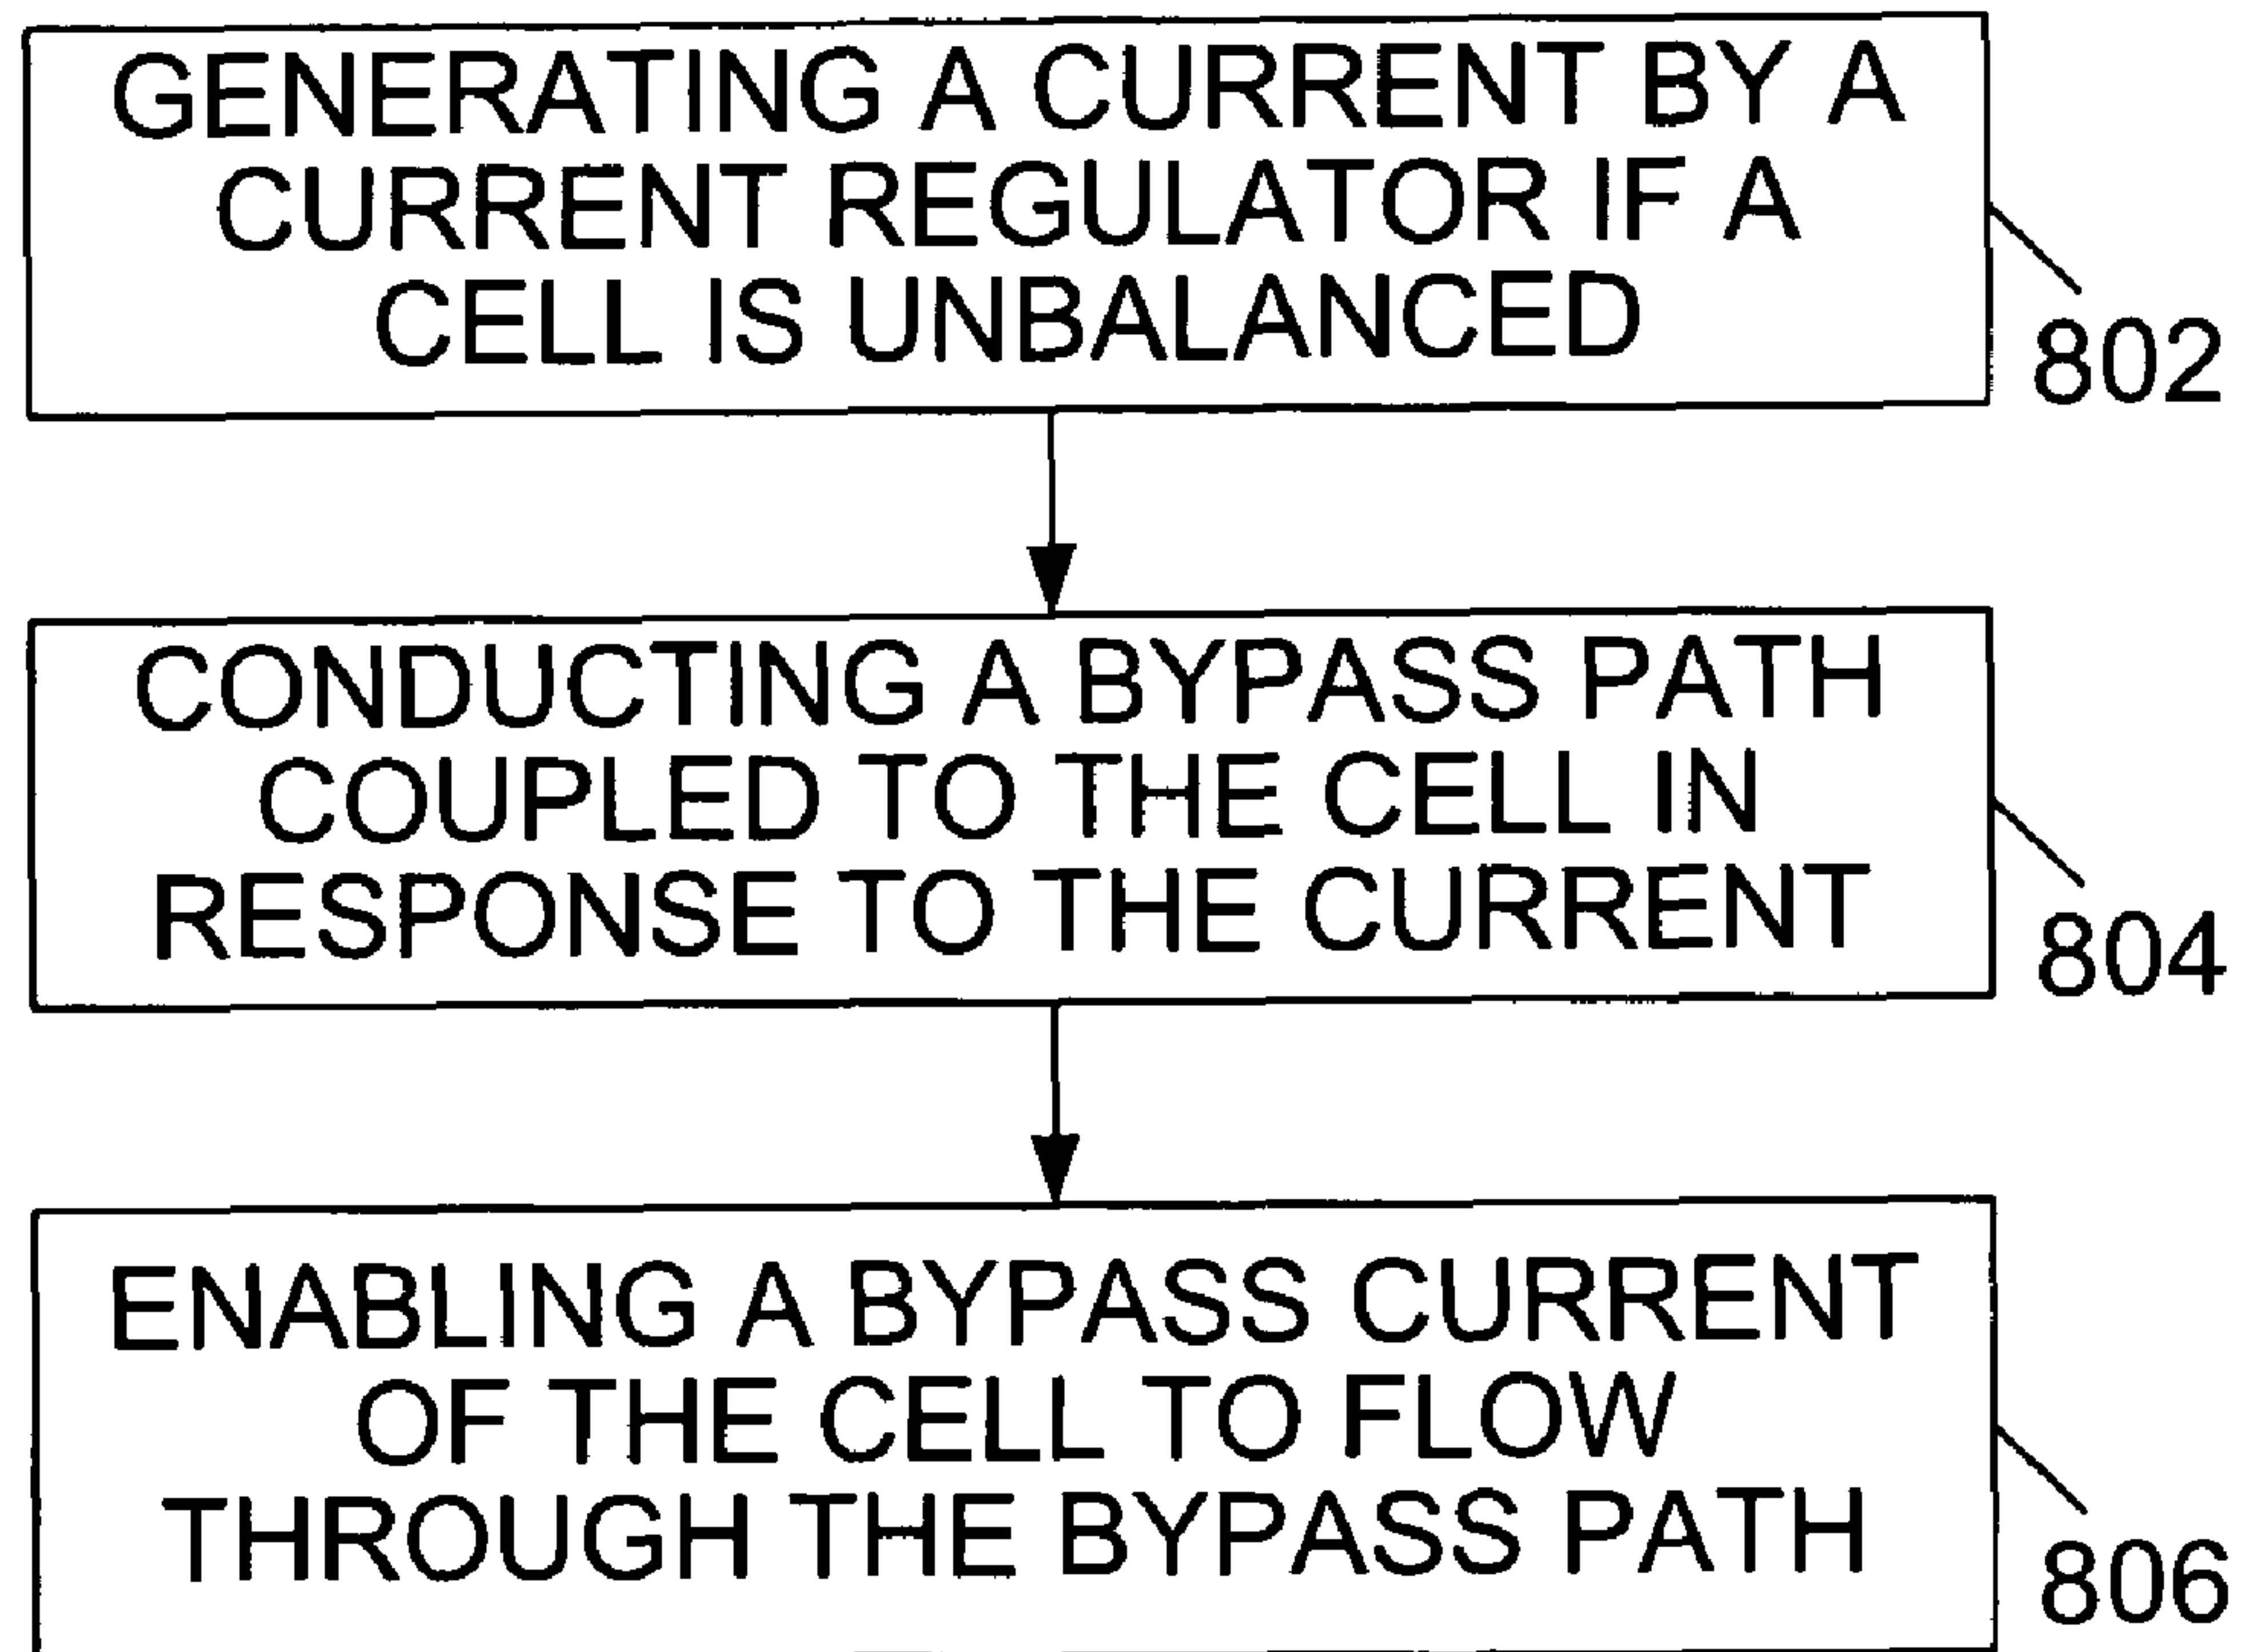 GENERATING A CURRENT BY A
CURRENT REGULATOR IF A
CELL IS UNBALANCED
802
CONDUCTING A BYPASS PATH
COUPLED TO THE CELL IN
RESPONSE TO THE CURRENT
804
ENABLING A BYPASS CURRENT
OF THE CELL TO FLOW
THROUGH THE BYPASS PATH
806